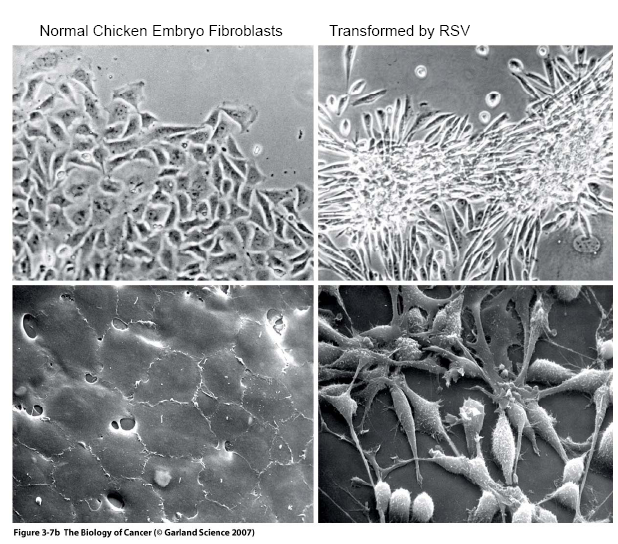 Normal Chicken Embryo Fibroblasts
Transformed by RSV
Figure 3-7b The Biology of Cancer (© Garland Science 2007)